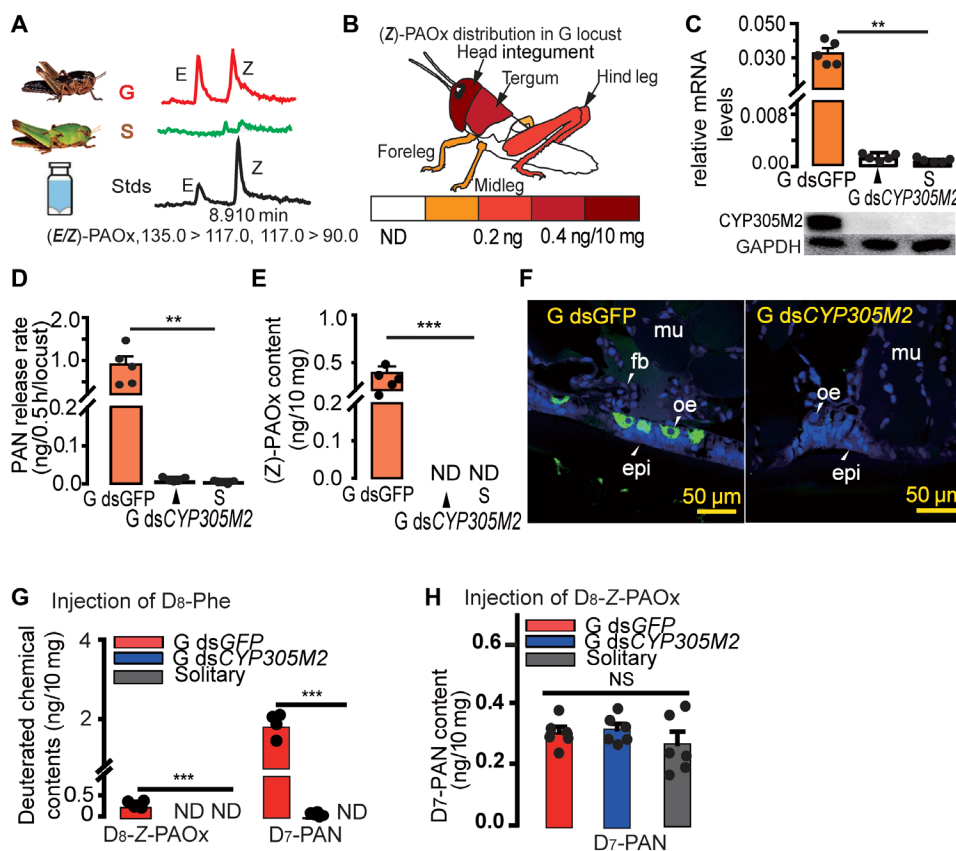 A
E
Z
G
S
Stds
E
Z
8.910 min
(E/Z)-PAOx,135.0 > 117.0, 117.0 > 90.0
B
(Z)-PAOx distribution in G locust
Head integument
Tergum
Hind leg
Foreleg
Midleg
ND
0.2 ng
0.4 ng/10 mg
C
relative mRNA
levels
0.050
0.030
0.008
0.000
**
G dsGFP
S
G dsCYP305M2
CYP305M2
GAPDH
D
PAN release rate
(ng/0.5 h/locust)
2.0
1.0
0.2
0.1
0.0
**
G dsGFP
S
G dsCYP305M2
E
(Z)-PAOx content
(ng/10 mg)
1.0
0.5
0.2
0.1
0.0
***
ND
ND
G dsGFP
S
G dsCYP305M2
F
G dsGFP
mu
fb
oe
epi
50 µm
G dsCYP305M2
mu
oe
epi
50 µm
G
Injection of D8-Phe
G dsGFP
G dsCYP305M2
Solitary
Deuterated chemical
contents (ng/10 mg)
4
2
0.5
0
***
ND ND
***
ND
D8-Z-PAOx
D7-PAN
H
Injection of D8-Z-PAOx
G dsGFP
G dsCYP305M2
Solitary
NS
D7-PAN content
(ng/10 mg)
0.6
0.4
0.2
0.0
D7-PAN